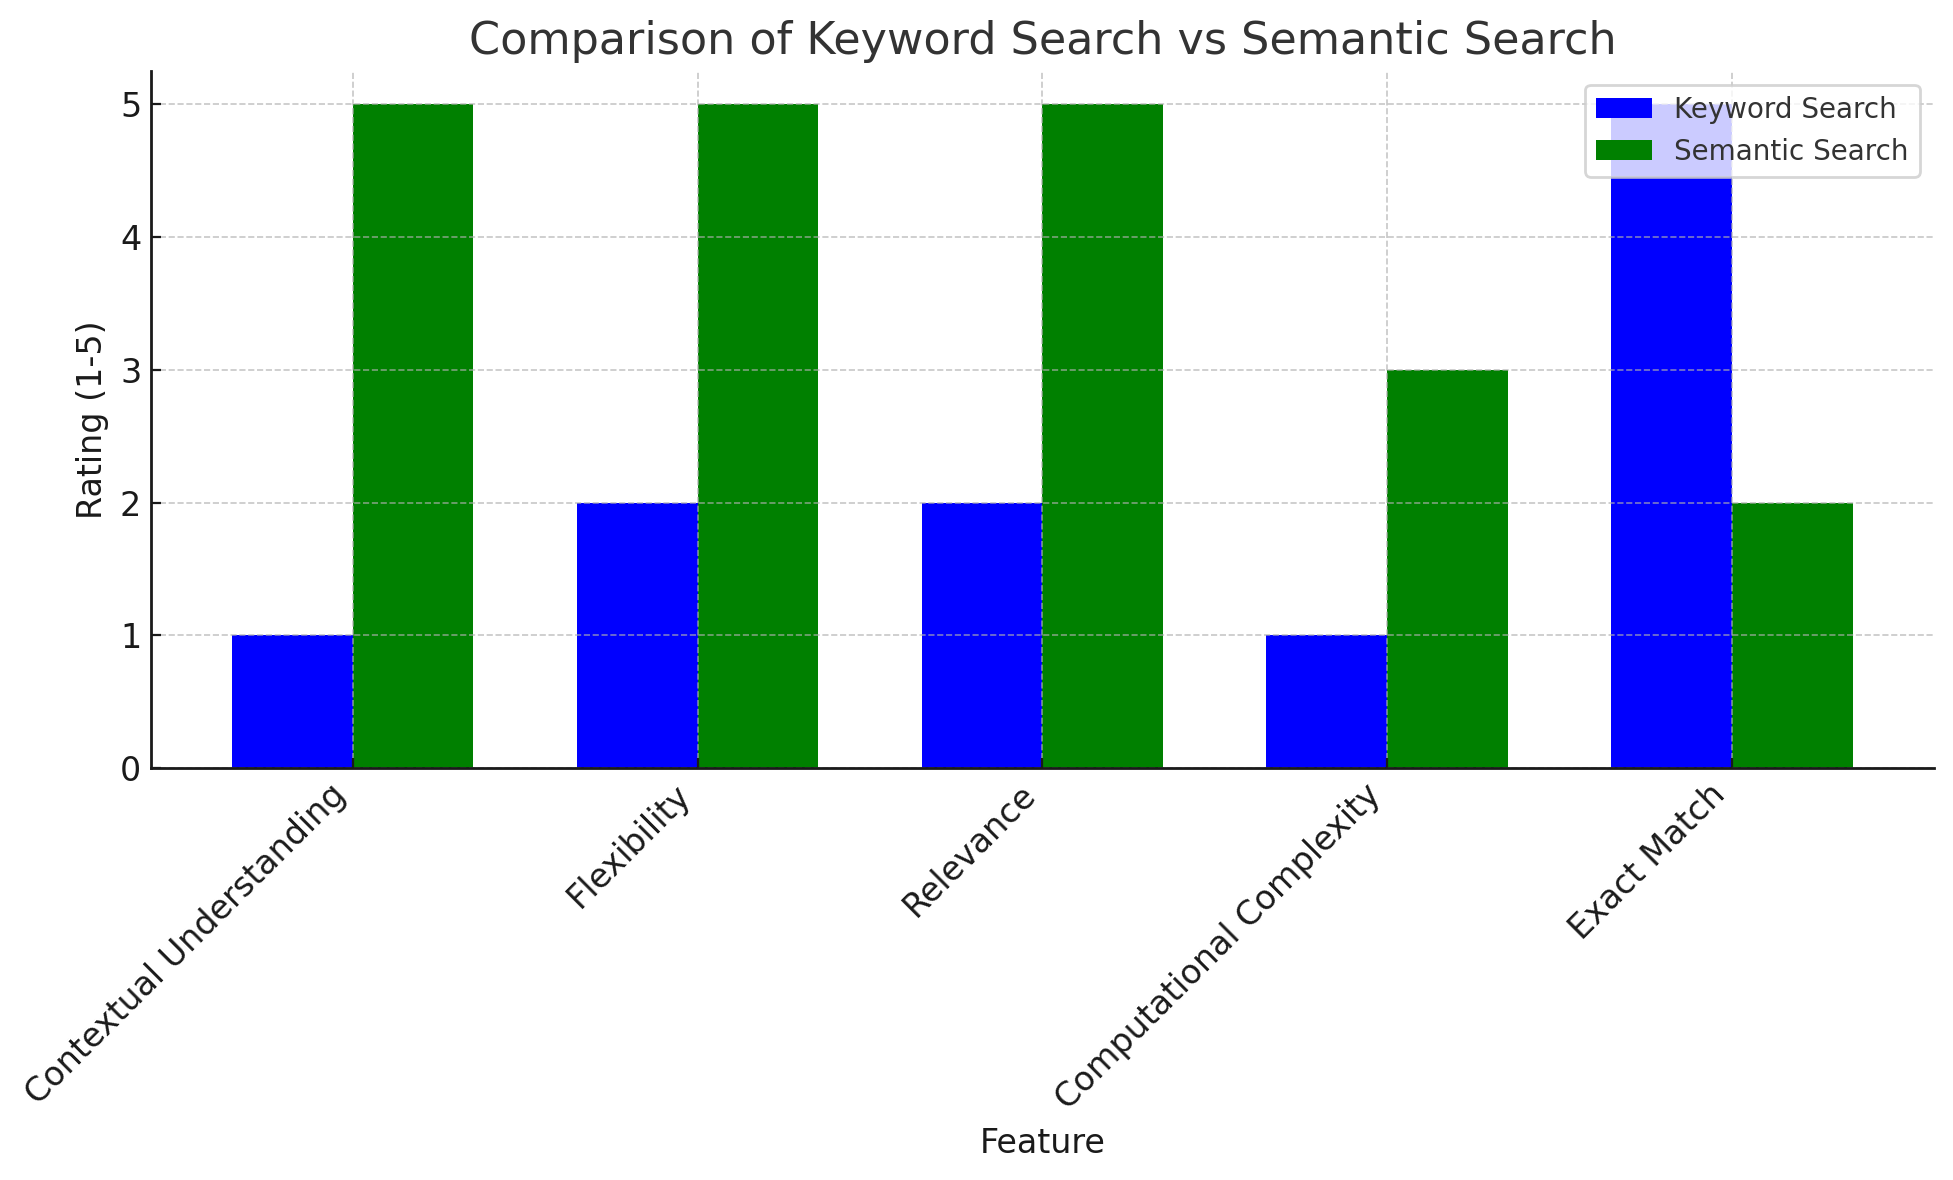 Comparison of Keyword Search vs Semantic Search
Keyword Search
Semantic Search
Rating (1-5)
5
4
3
2
1
0
Contextual Understanding
Flexibility
Relevance
Computational Complexity
Exact Match
Feature